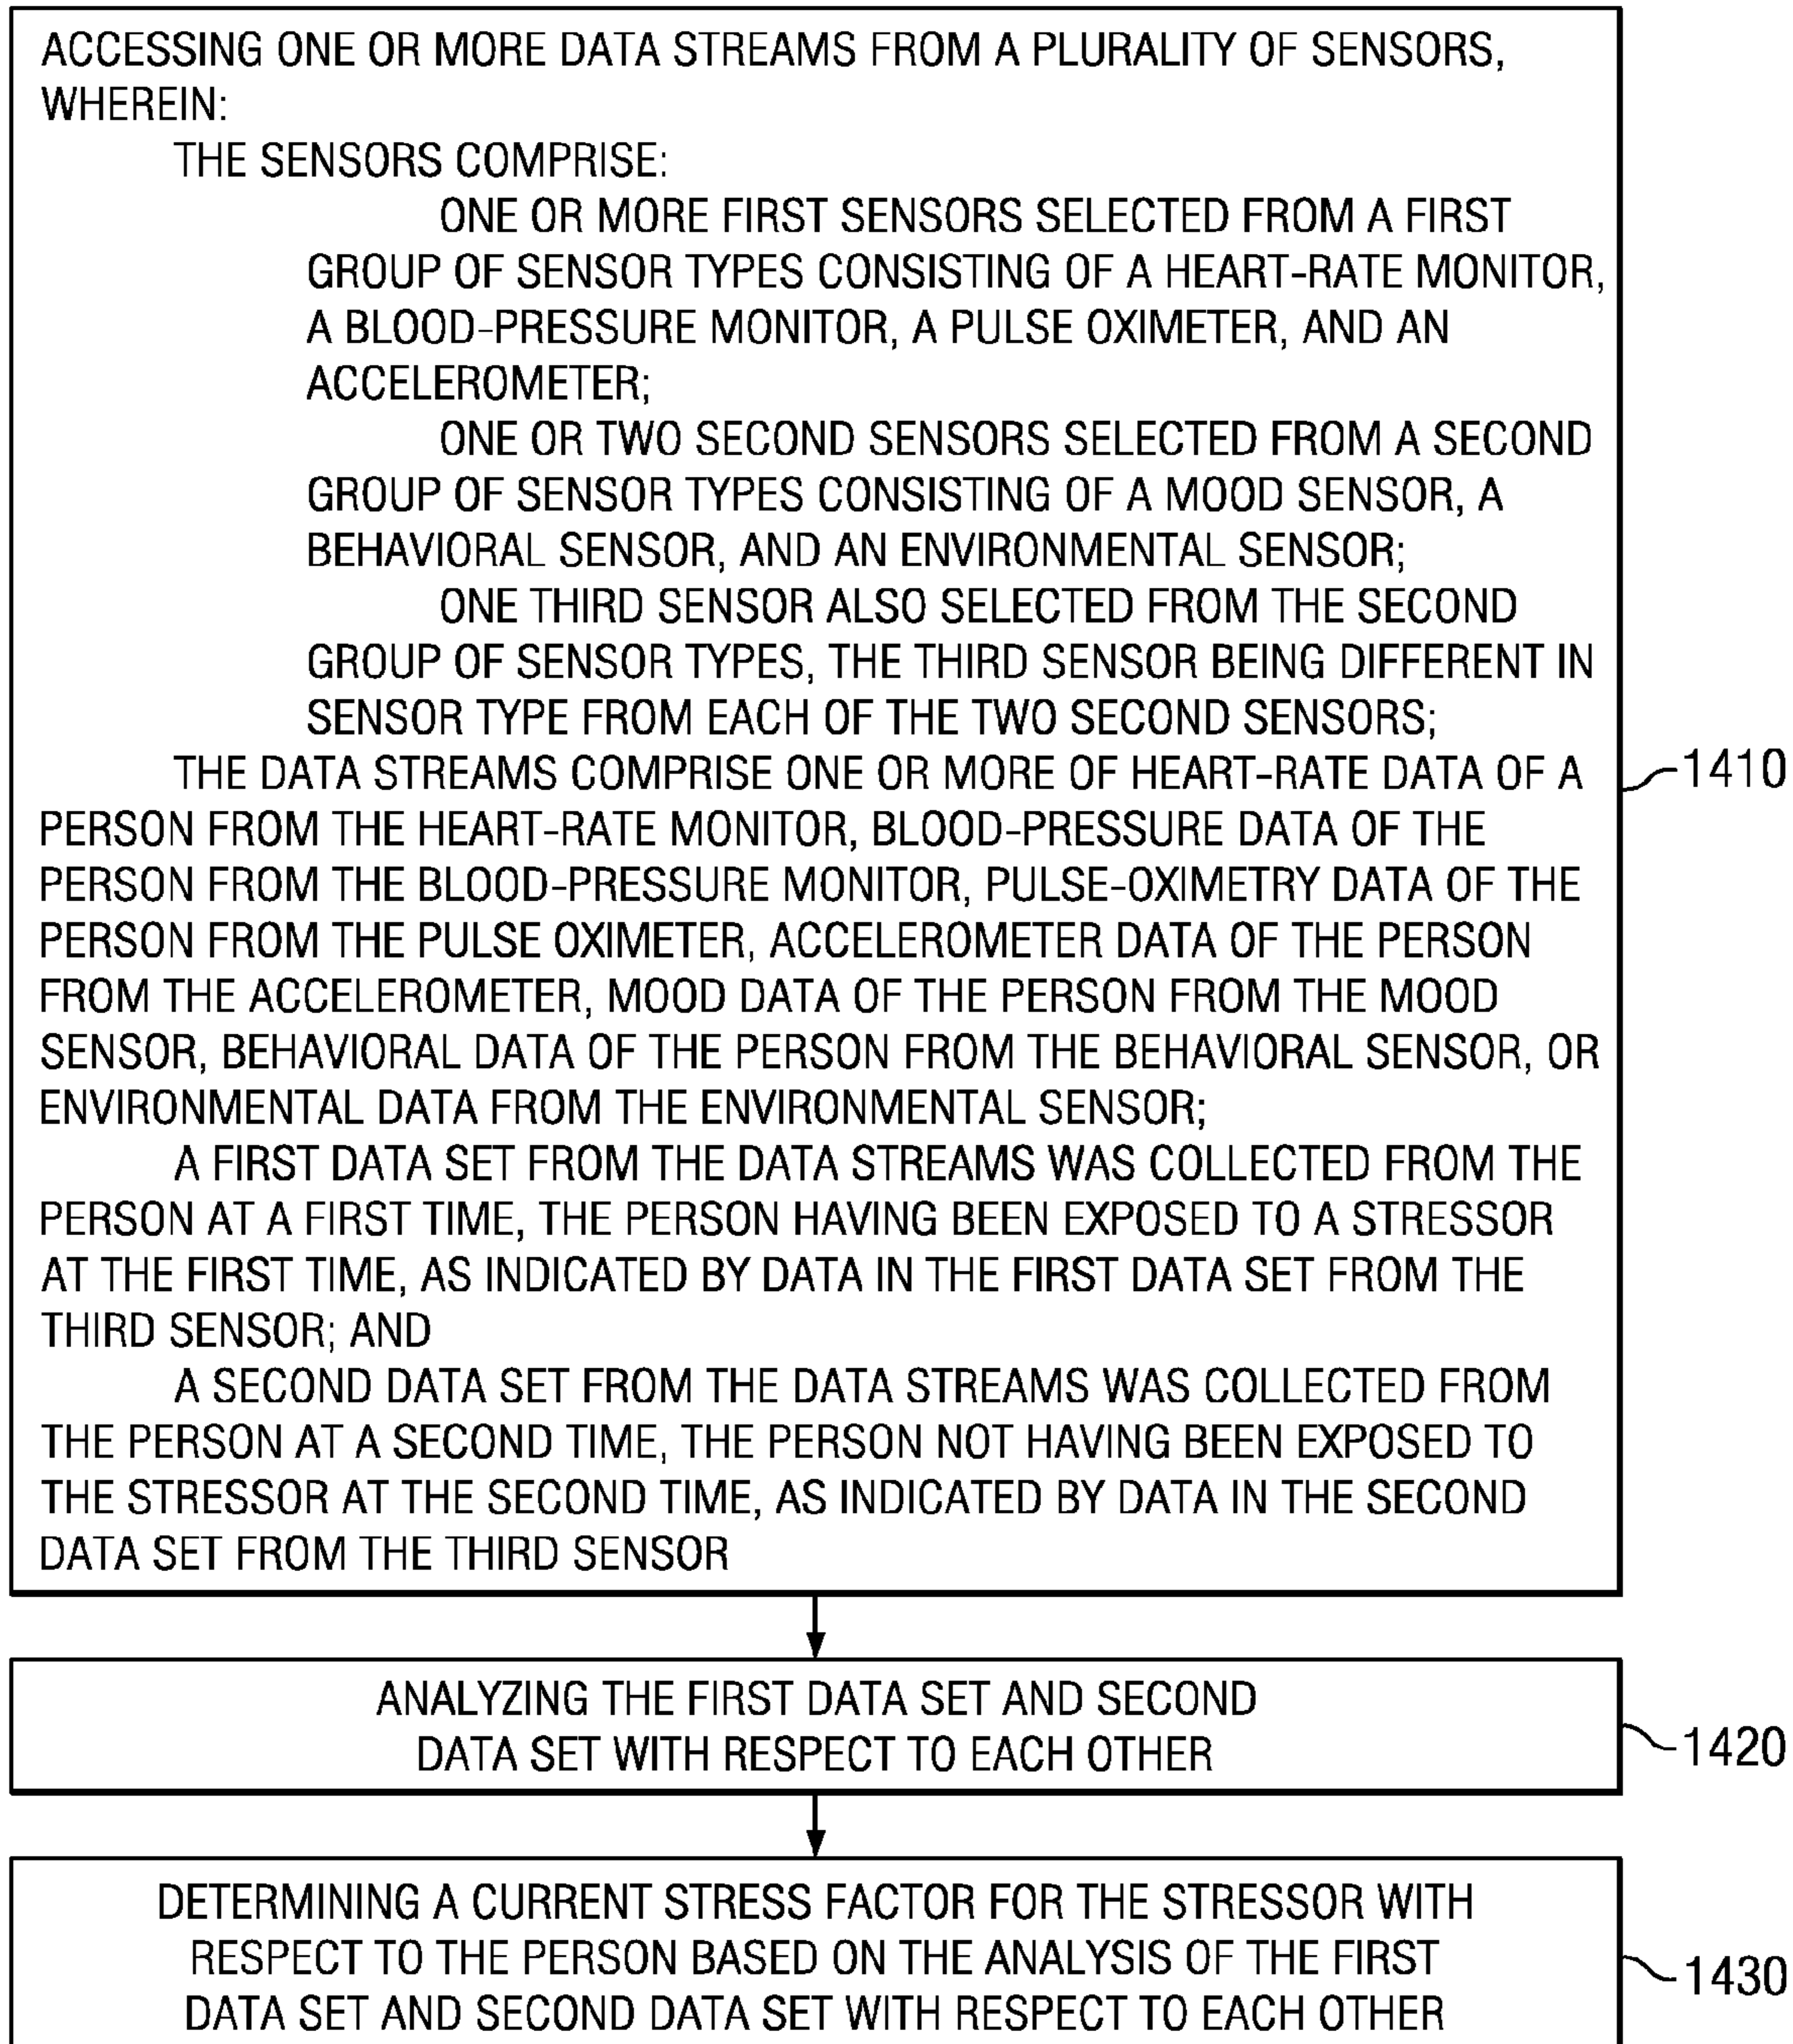 ACCESSING ONE OR MORE DATA STREAMS FROM A PLURALITY OF SENSORS,
WHEREIN:
THE SENSORS COMPRISE:
ONE OR MORE FIRST SENSORS SELECTED FROM A FIRST
GROUP OF SENSOR TYPES CONSISTING OF A HEART-RATE MONITOR,
A BLOOD-PRESSURE MONITOR, A PULSE OXIMETER, AND AN
ACCELEROMETER;
ONE OR TWO SECOND SENSORS SELECTED FROM A SECOND
GROUP OF SENSOR TYPES CONSISTING OF A MOOD SENSOR, A
BEHAVIORAL SENSOR, AND AN ENVIRONMENTAL SENSOR;
ONE THIRD SENSOR ALSO SELECTED FROM THE SECOND
GROUP OF SENSOR TYPES, THE THIRD SENSOR BEING DIFFERENT IN
SENSOR TYPE FROM EACH OF THE TWO SECOND SENSORS;
THE DATA STREAMS COMPRISE ONE OR MORE OF HEART-RATE DATA OF A
PERSON FROM THE HEART-RATE MONITOR, BLOOD-PRESSURE DATA OF THE
PERSON FROM THE BLOOD-PRESSURE MONITOR, PULSE-OXIMETRY DATA OF THE
PERSON FROM THE PULSE OXIMETER, ACCELEROMETER DATA OF THE PERSON
FROM THE ACCELEROMETER, MOOD DATA OF THE PERSON FROM THE MOOD
SENSOR, BEHAVIORAL DATA OF THE PERSON FROM THE BEHAVIORAL SENSOR, OR
ENVIRONMENTAL DATA FROM THE ENVIRONMENTAL SENSOR;
A FIRST DATA SET FROM THE DATA STREAMS WAS COLLECTED FROM THE
PERSON AT A FIRST TIME, THE PERSON HAVING BEEN EXPOSED TO A STRESSOR
AT THE FIRST TIME, AS INDICATED BY DATA IN THE FIRST DATA SET FROM THE
THIRD SENSOR; AND
A SECOND DATA SET FROM THE DATA STREAMS WAS COLLECTED FROM
THE PERSON AT A SECOND TIME, THE PERSON NOT HAVING BEEN EXPOSED TO
THE STRESSOR AT THE SECOND TIME, AS INDICATED BY DATA IN THE SECOND
DATA SET FROM THE THIRD SENSOR
1410
ANALYZING THE FIRST DATA SET AND SECOND
DATA SET WITH RESPECT TO EACH OTHER
1420
DETERMINING A CURRENT STRESS FACTOR FOR THE STRESSOR WITH
RESPECT TO THE PERSON BASED ON THE ANALYSIS OF THE FIRST
DATA SET AND SECOND DATA SET WITH RESPECT TO EACH OTHER
1430